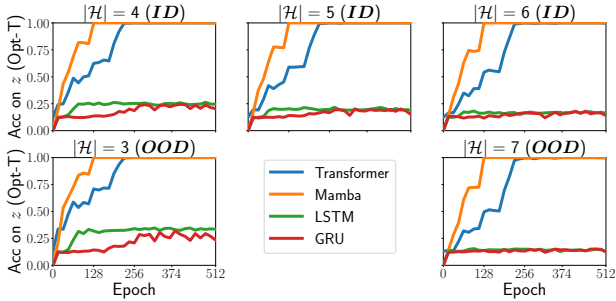 |ℋ| = 4 (ID)
|ℋ| = 5 (ID)
|ℋ| = 6 (ID)
Acc on z (Opt-T)
1.00
0.75
0.50
0.25
0.00
|ℋ| = 3 (OOD)
|ℋ| = 7 (OOD)
Acc on z (Opt-T)
1.00
0.75
0.50
0.25
0.00
Transformer
Mamba
LSTM
GRU
0 128 258 374 512
0 128 258 374 512
Epoch
Epoch